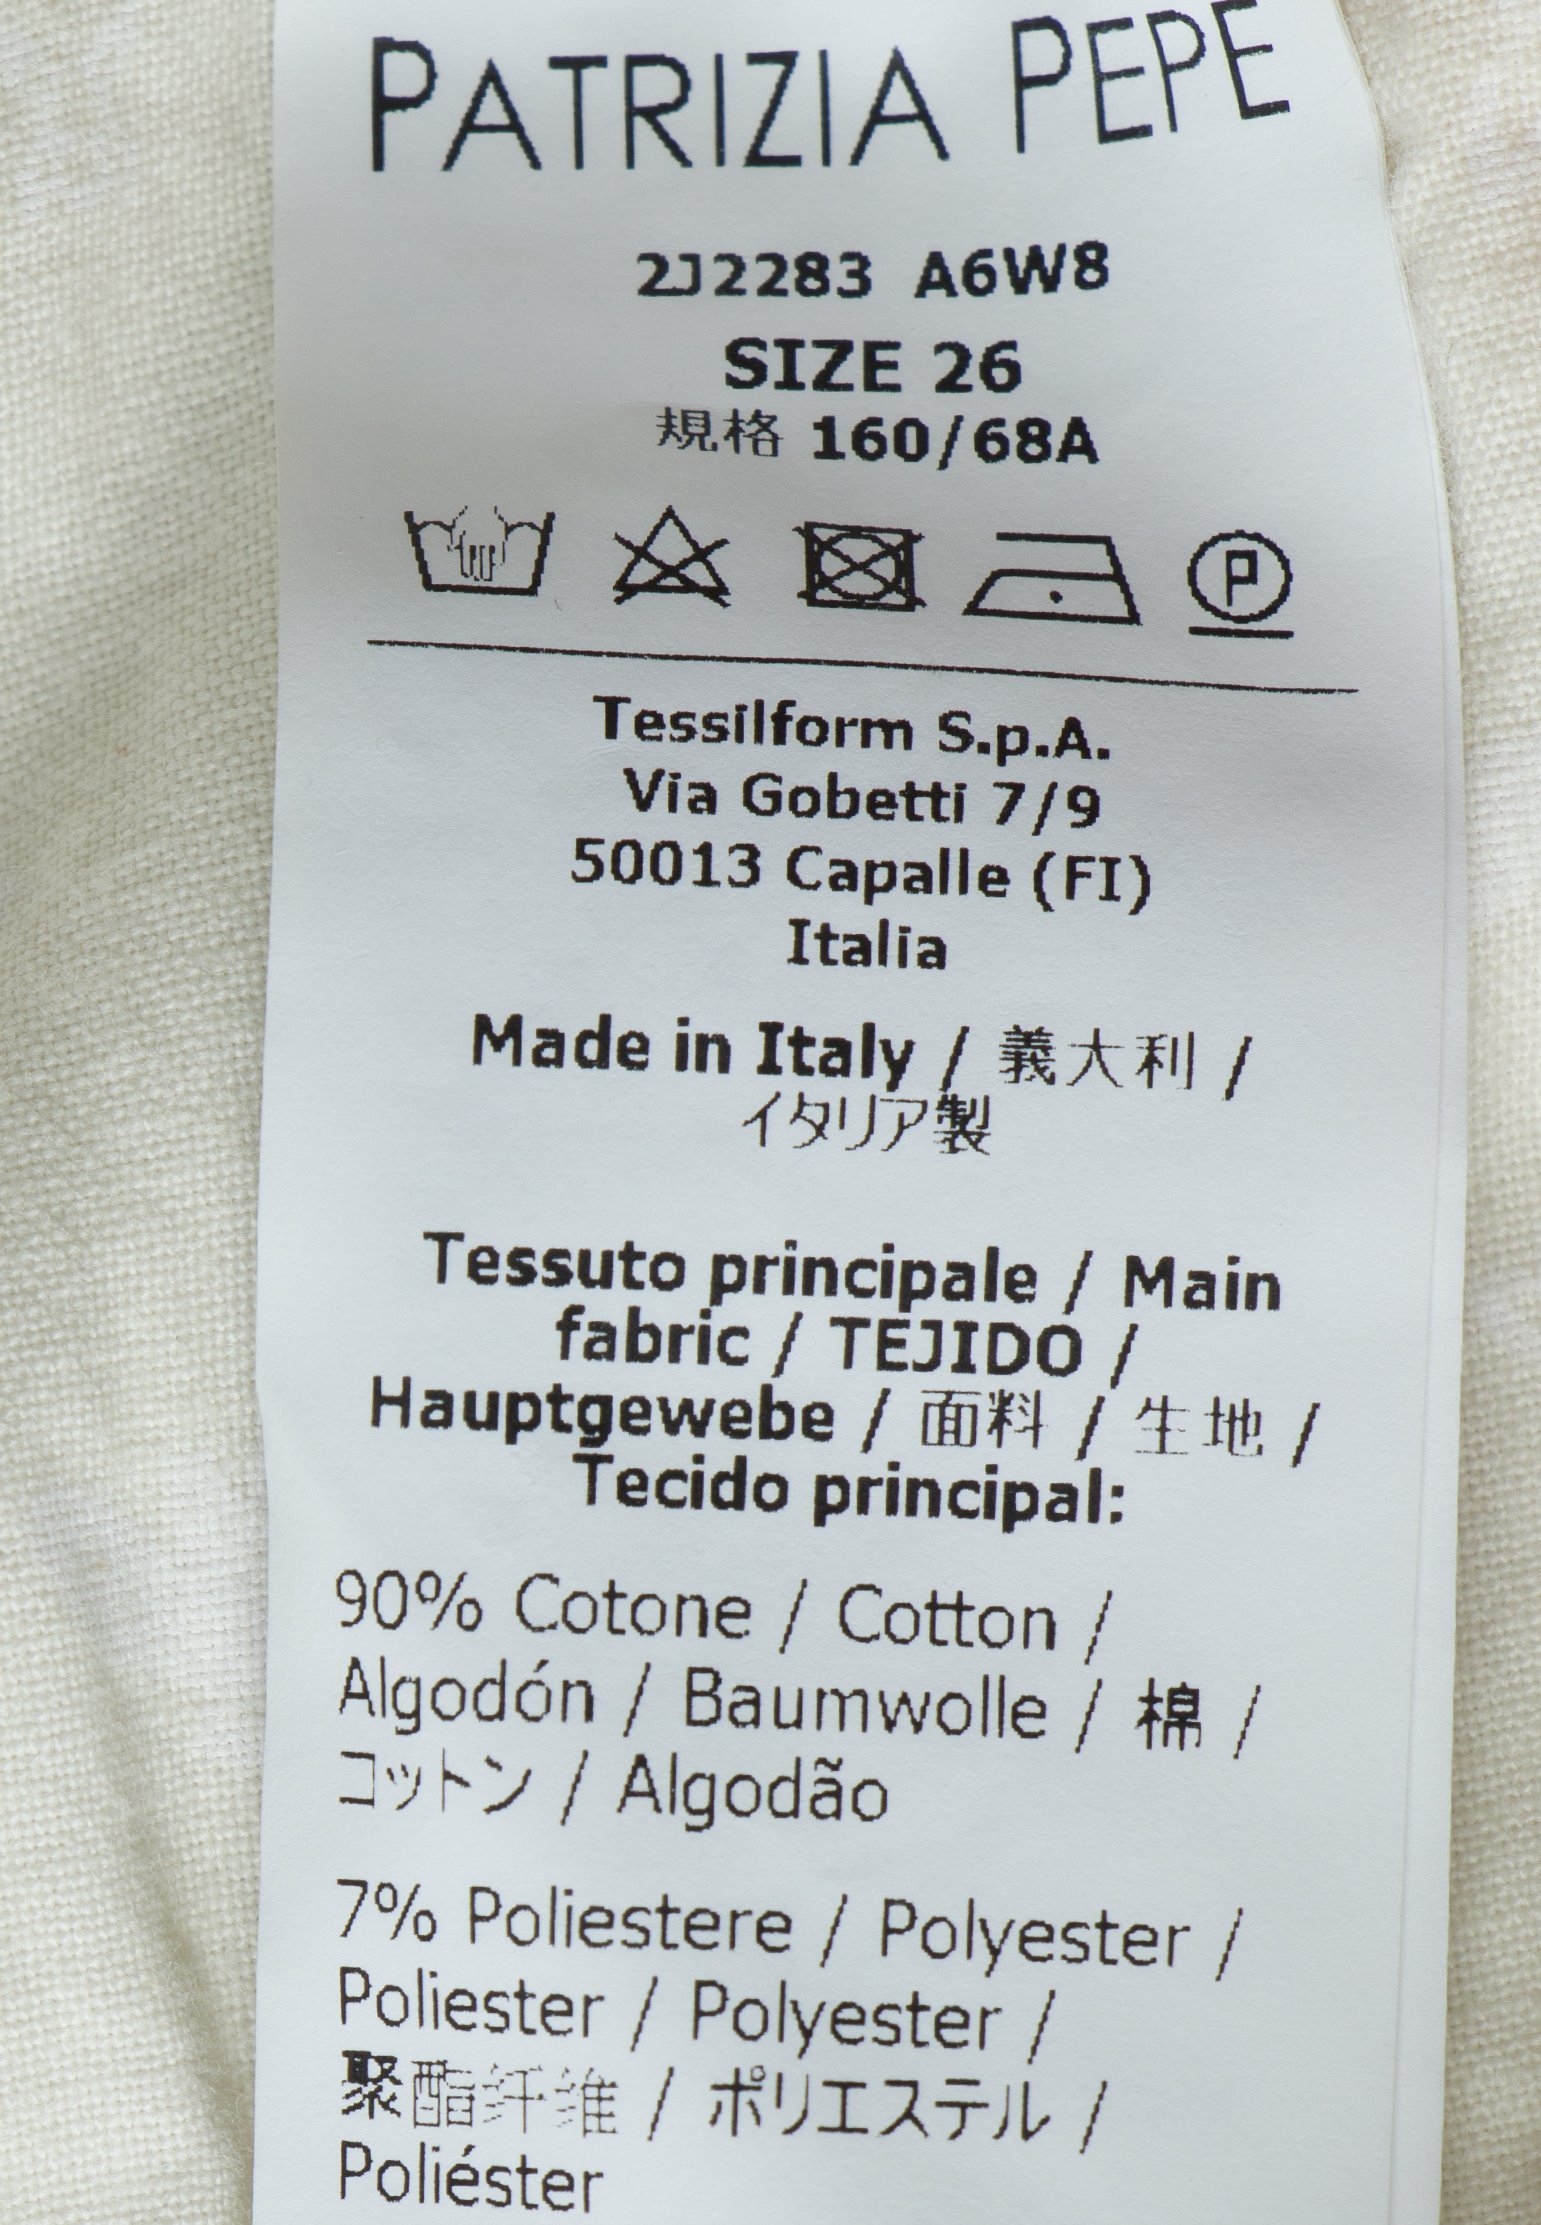 PATRIZIA PEPE
2J2283 A6W8
SIZE 26
規格 160/68A
P
Tessilform S.p.A.
Via Gobetti 7/9
50013 Capalle (FI)
Italia
Made in Italy / 義大利 /
イタリア製
Tessuto principale / Main
fabric / TEJIDO /
Hauptgewebe / 面料 / 生地 /
Tecido principal:
90% Cotone / Cotton /
Algodón / Baumwolle / 棉 /
コットン / Algodão
7% Poliestere / Polyester /
Poliester / Polyester /
聚酯纤维 / ポリエステル /
Poliéster